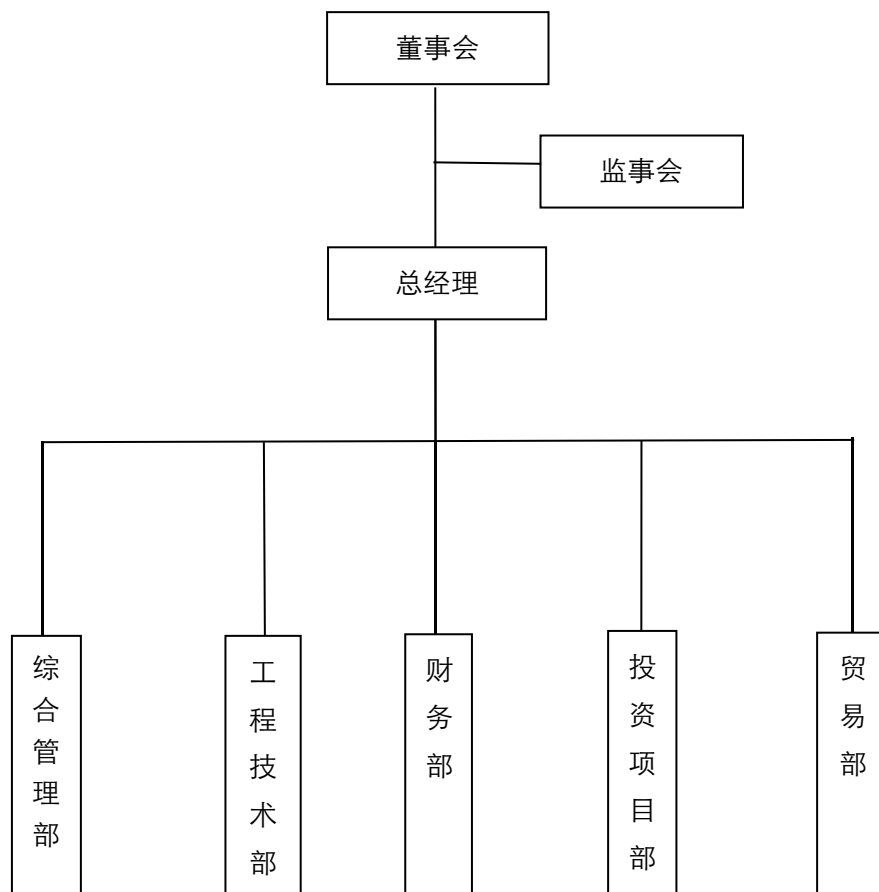 董事会
监事会
总经理
综合管理部
工程技术部
财务部
投资项目部
贸易部